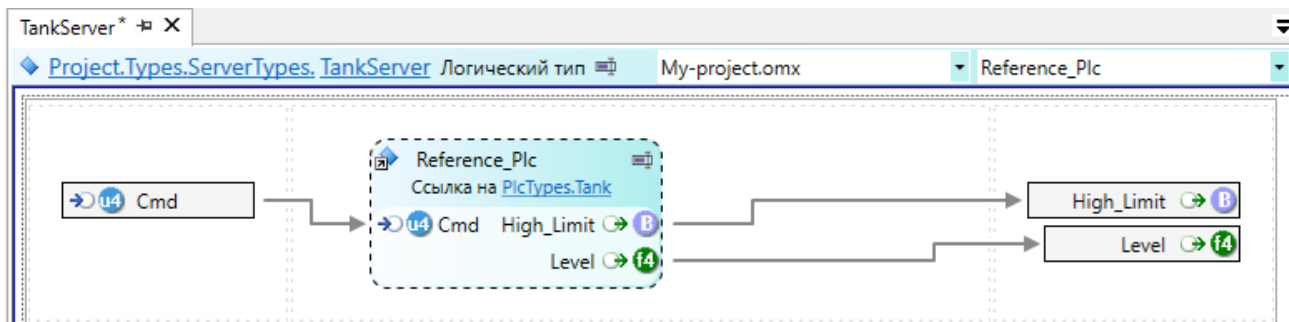 TankServer*
Project.Types.ServerTypes. TankServer Логический тип My-project.omx Reference_Plc
Reference_Plc
Ссылка на PlcTypes.Tank
u4 Cmd
u4 Cmd High_Limit B
Level f4
High_Limit B
Level f4